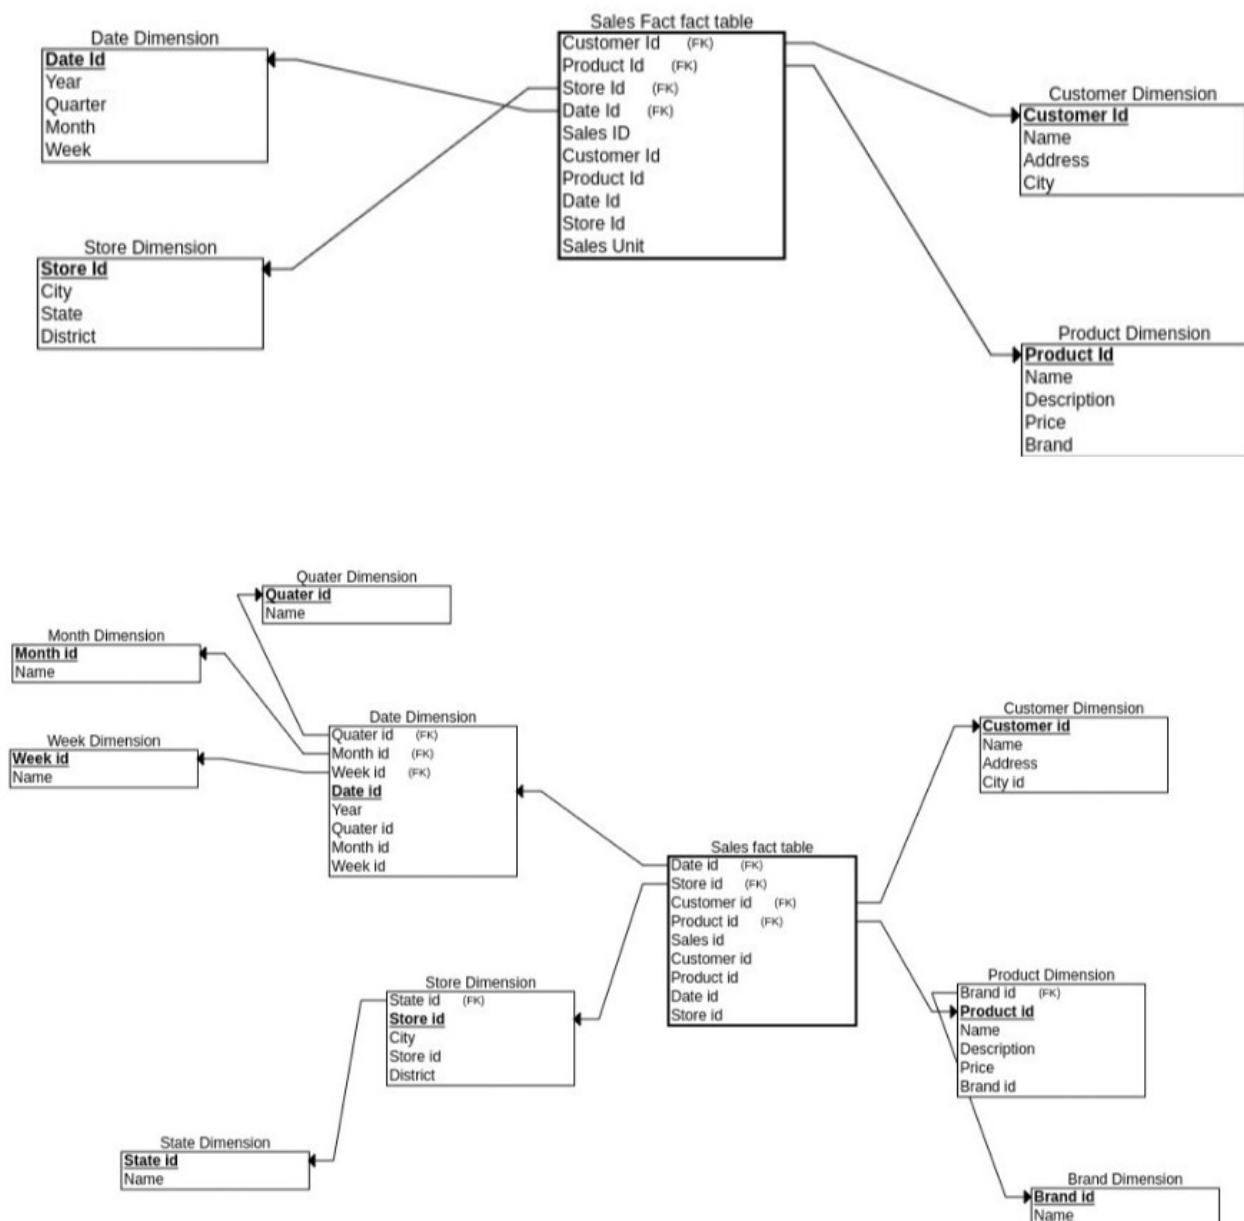 Sales Fact fact table
Customer Id (FK)
Product Id (FK)
Store Id (FK)
Date Id (FK)
Sales ID
Customer Id
Product Id
Date Id
Store Id
Sales Unit
Date Dimension
Date Id
Year
Quarter
Month
Week
Store Dimension
Store Id
City
State
District
Customer Dimension
Customer Id
Name
Address
City
Product Dimension
Product Id
Name
Description
Price
Brand
Quater Dimension
Quater id
Name
Month Dimension
Month id
Name
Week Dimension
Week id
Name
Date Dimension
Quater id (FK)
Month id (FK)
Week id (FK)
Date id
Year
Quater id
Month id
Week id
Customer Dimension
Customer id
Name
Address
City id
Sales fact table
Date id (FK)
Store id (FK)
Customer id (FK)
Product id (FK)
Sales id
Customer id
Product id
Date id
Store id
Store Dimension
State id (FK)
Store id
City
Store id
District
Product Dimension
Brand id (FK)
Product id
Name
Description
Price
Brand id
State Dimension
State id
Name
Brand Dimension
Brand id
Name